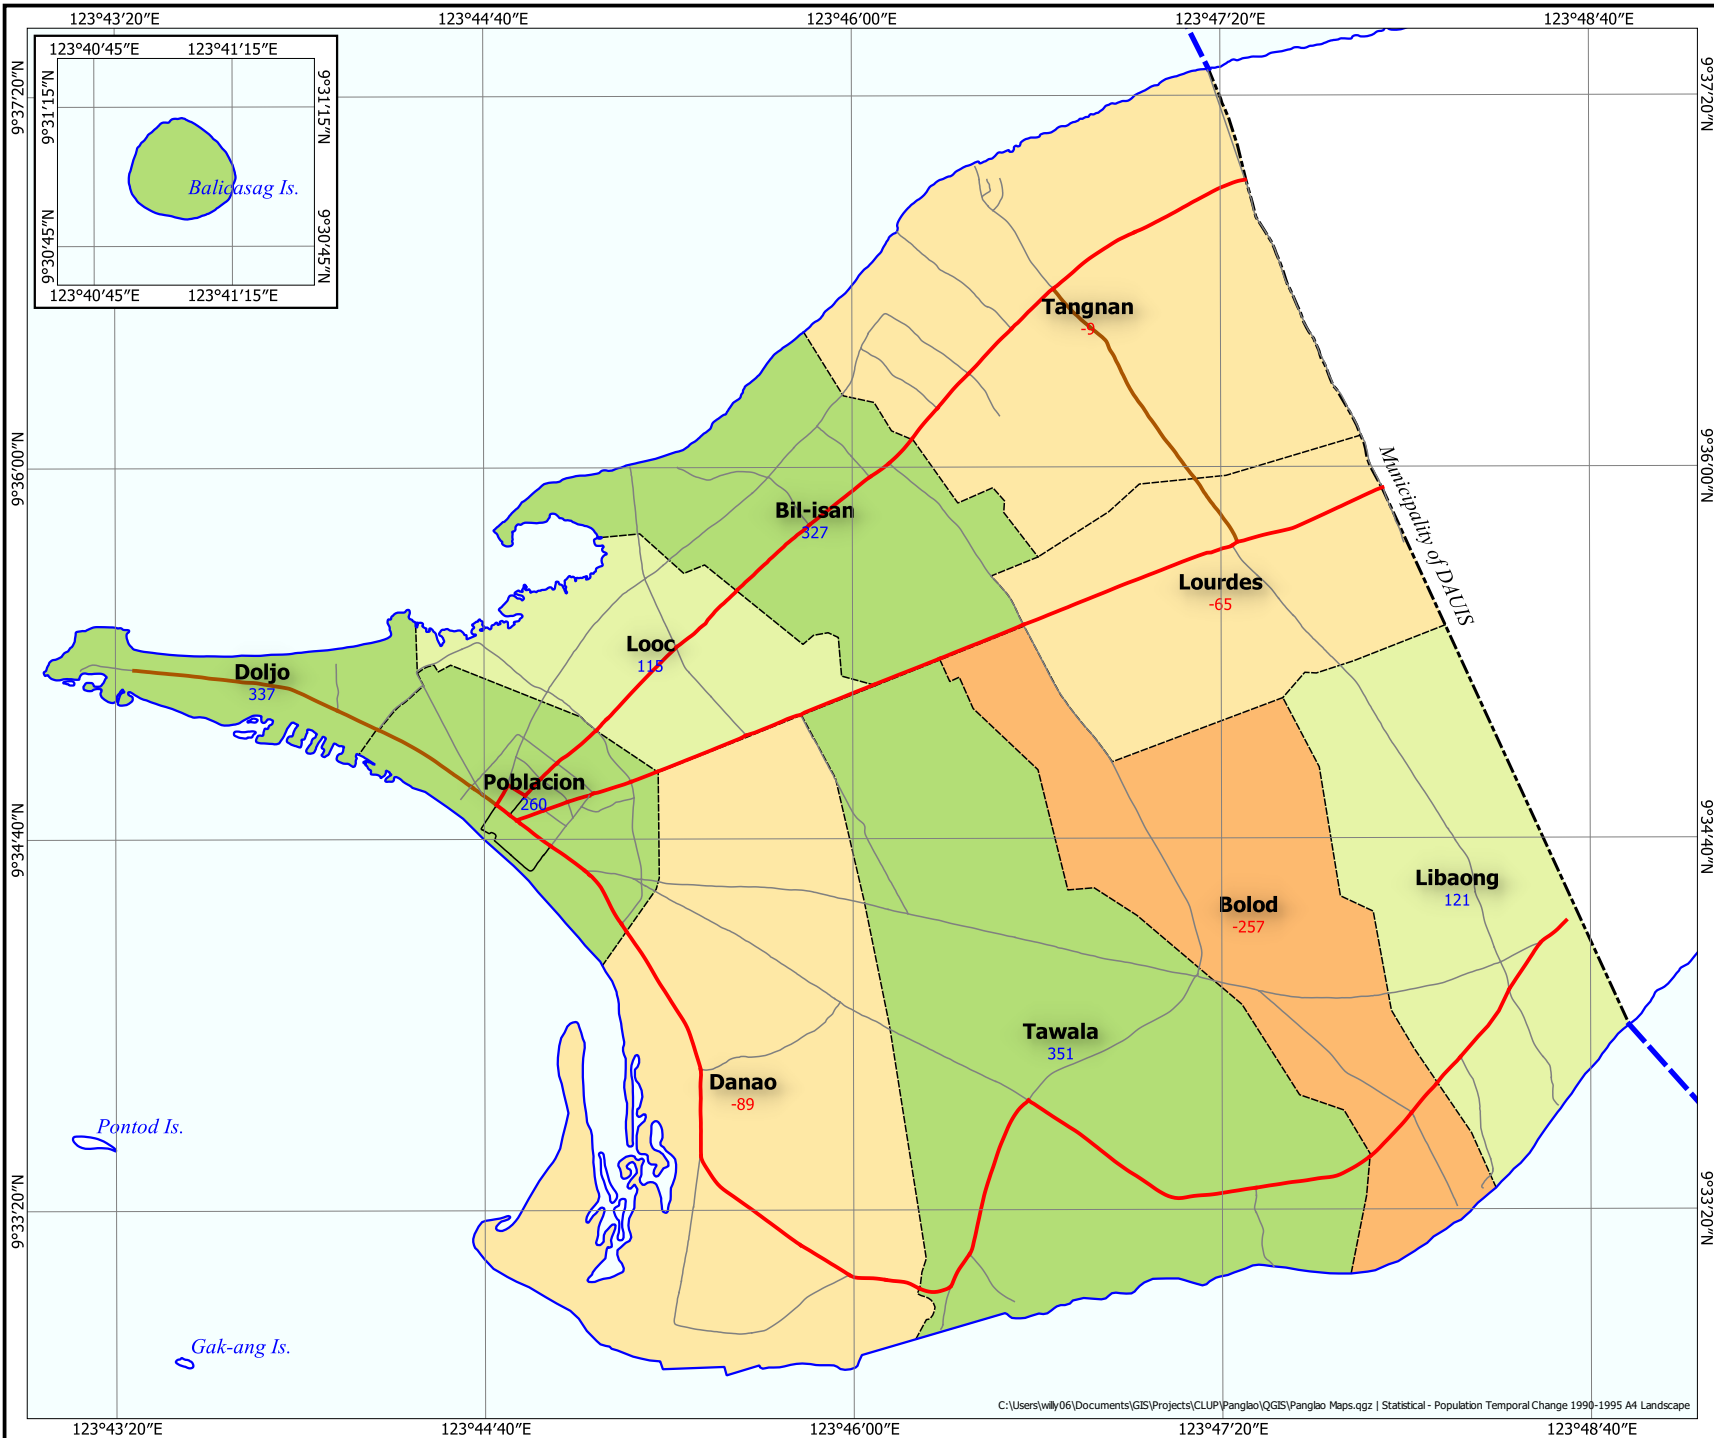 123°43′20″E 123°44′40″E 123°46′00″E 123°47′20″E 123°48′40″E
123°40′45″E 123°41′15″E
9°31′15″N 9°31′15″N
Balicasag Is.
9°30′45″N 9°30′45″N
123°40′45″E 123°41′15″E
9°37′20″N 9°37′20″N
Tangnan
-9
9°36′00″N 9°36′00″N
Municipality of DAUIS
Bil-isan
327
Lourdes
-65
Looc
115
Doljo
337
Poblacion
260
9°34′40″N 9°34′40″N
Libaong
121
Bolod
-257
Tawala
351
Danao
-89
Pontod Is.
9°33′20″N 9°33′20″N
Gak-ang Is.
C:\Users\willy06\Documents\GIS\Projects\CLUP\Panglao\QGIS\Panglao Maps.qgz | Statistical - Population Temporal Change 1990-1995 A4 Landscape
123°43′20″E 123°44′40″E 123°46′00″E 123°47′20″E 123°48′40″E